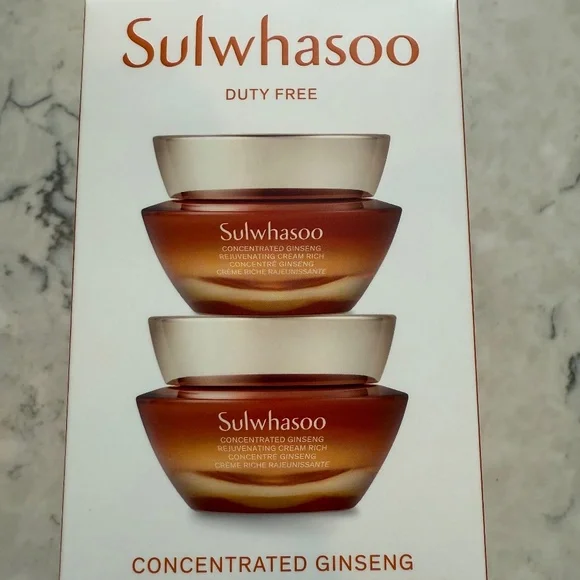 Sulwhasoo
DUTY FREE
Sulwhasoo
CONCENTRATED GINSENG
REJUVENATING CREAM RICH
CONCENTRÉ GINSENG
CRÈME RICHE RAJEUNISSANTE
Sulwhasoo
CONCENTRATED GINSENG
REJUVENATING CREAM RICH
CONCENTRÉ GINSENG
CRÈME RICHE RAJEUNISSANTE
CONCENTRATED GINSENG